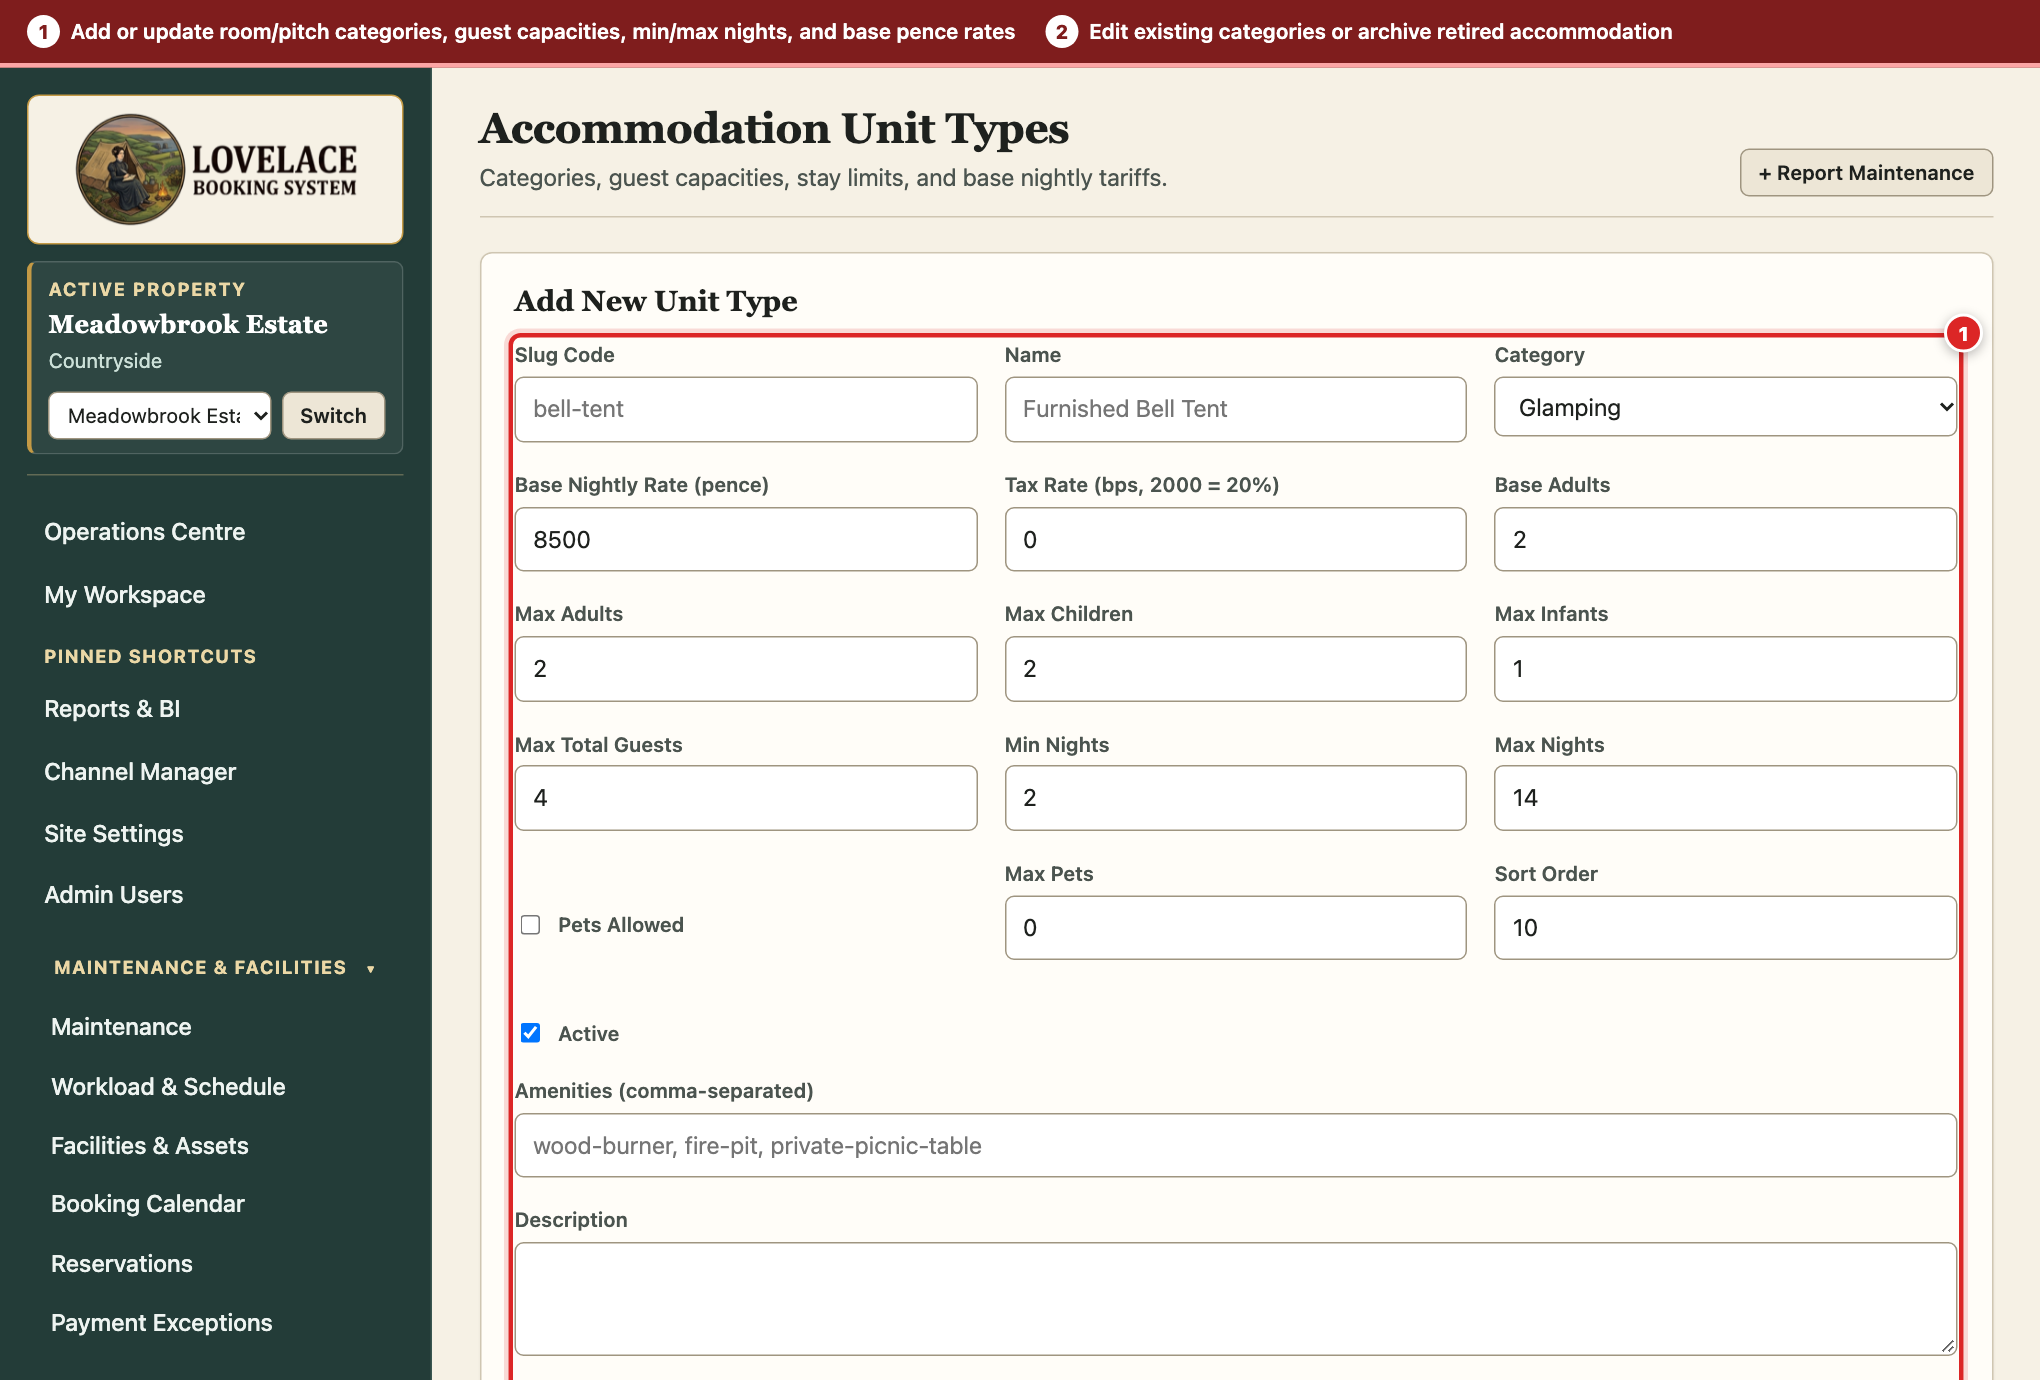 1 Add or update room/pitch categories, guest capacities, min/max nights, and base pence rates 2 Edit existing categories or archive retired accommodation
LOVELACE
BOOKING SYSTEM
ACTIVE PROPERTY
Meadowbrook Estate
Countryside
Meadowbrook Esta Switch
Operations Centre
My Workspace
PINNED SHORTCUTS
Reports & BI
Channel Manager
Site Settings
Admin Users
MAINTENANCE & FACILITIES ▾
Maintenance
Workload & Schedule
Facilities & Assets
Booking Calendar
Reservations
Payment Exceptions
Accommodation Unit Types
Categories, guest capacities, stay limits, and base nightly tariffs.
+ Report Maintenance
Add New Unit Type
1
Slug Code Name Category
bell-tent Furnished Bell Tent Glamping
Base Nightly Rate (pence) Tax Rate (bps, 2000 = 20%) Base Adults
8500 0 2
Max Adults Max Children Max Infants
2 2 1
Max Total Guests Min Nights Max Nights
4 2 14
Max Pets Sort Order
Pets Allowed 0 10
Active
Amenities (comma-separated)
wood-burner, fire-pit, private-picnic-table
Description